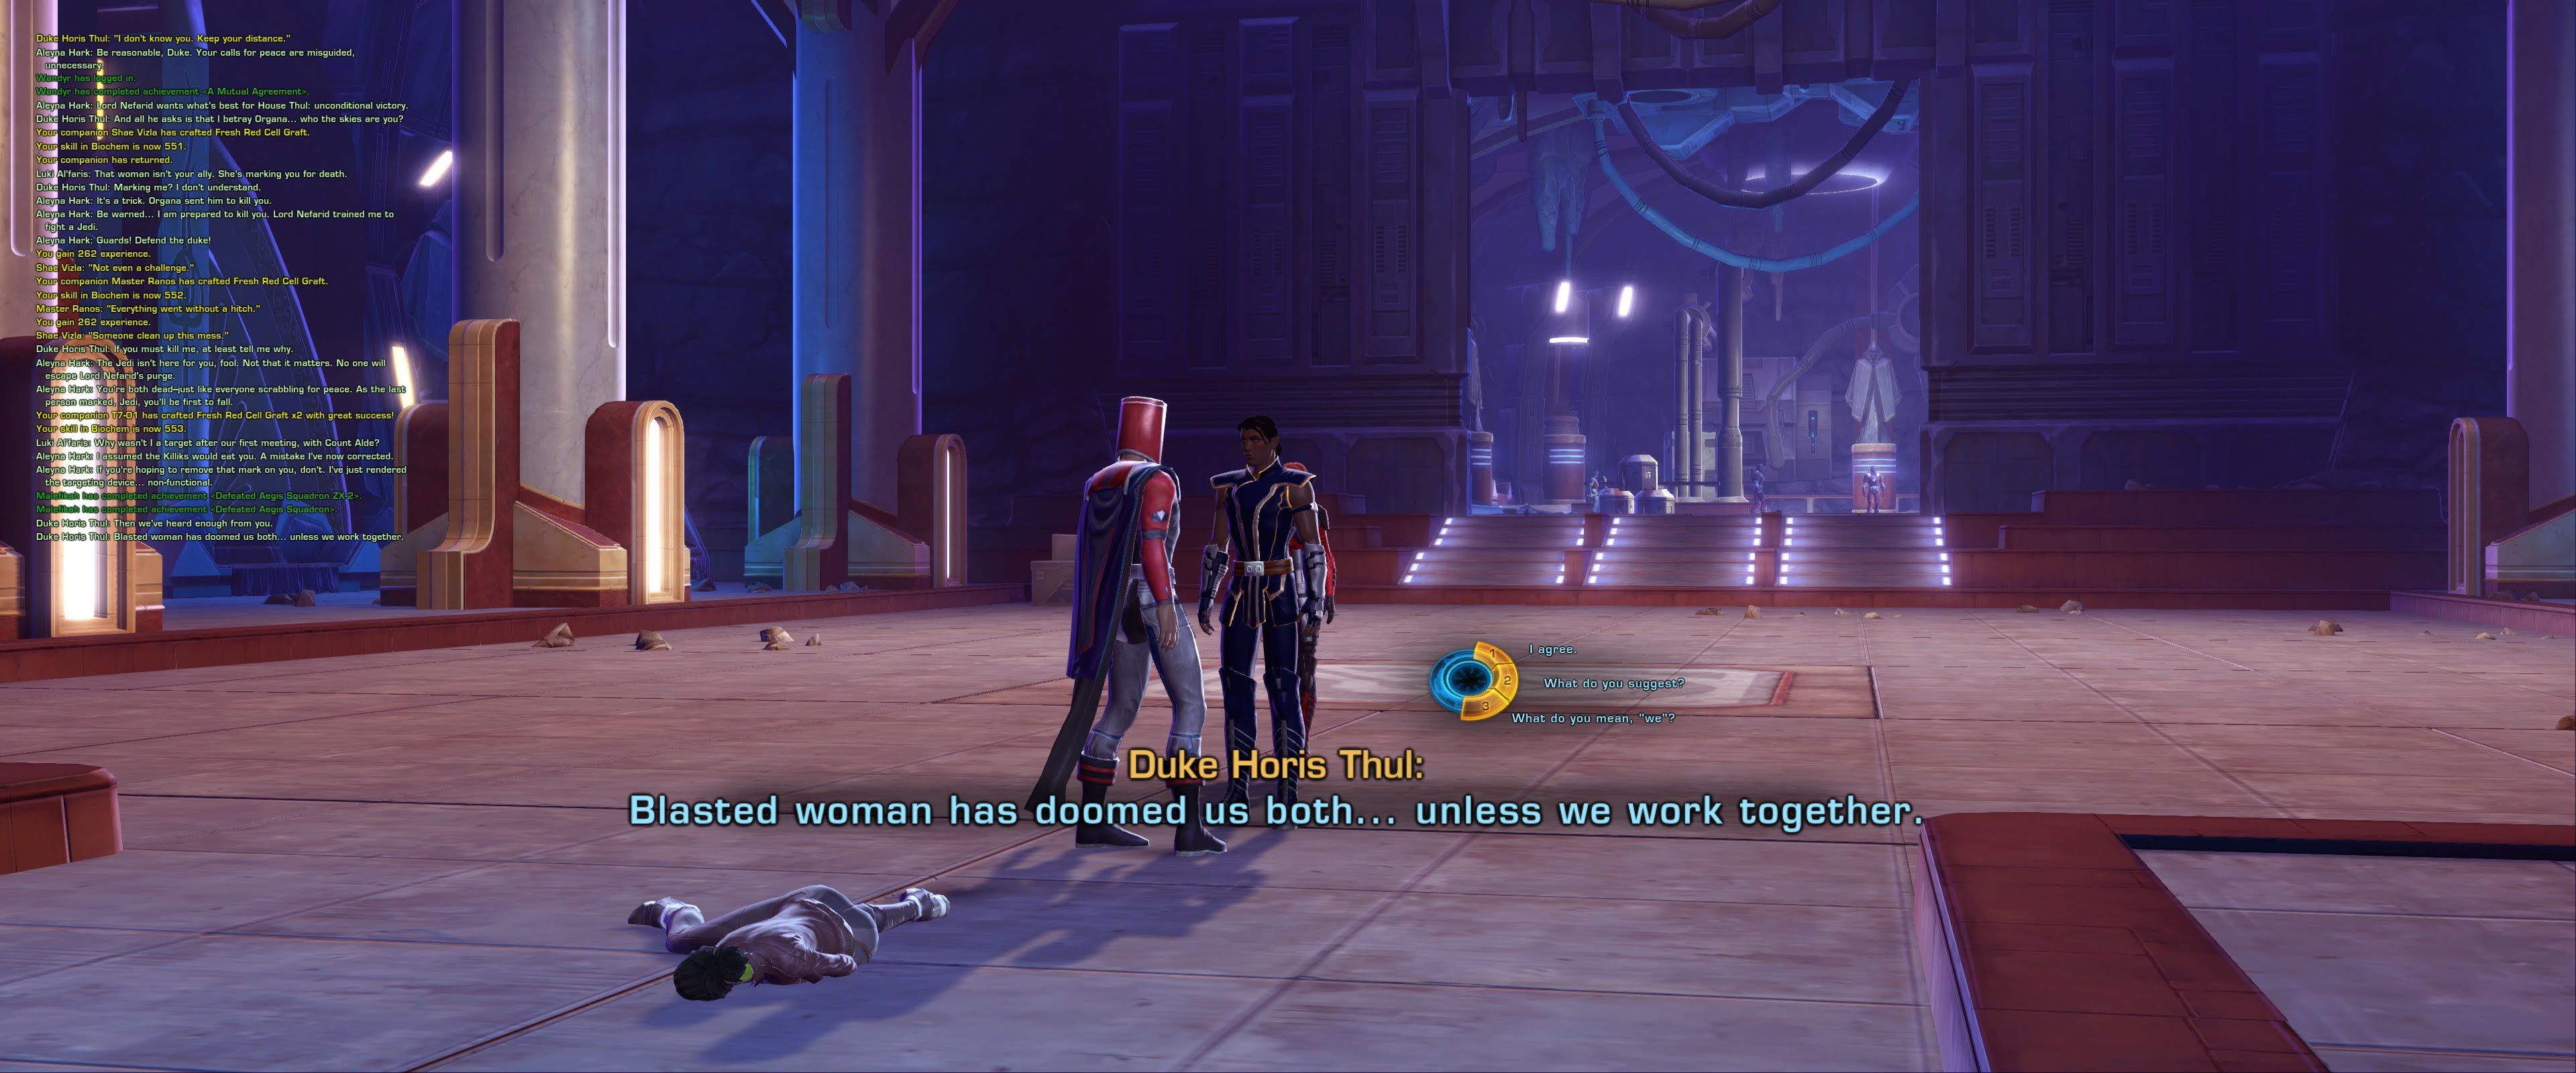 Duke Horis Thul: "I don't know you. Keep your distance."
Aleyna Hark: Be reasonable, Duke. Your calls for peace are misguided,
unnecessary.
Wendyr has logged in.
Wendyr has completed achievement <A Mutual Agreement>.
Aleyna Hark: Lord Nefarid wants what's best for House Thul: unconditional victory.
Duke Horis Thul: And all he asks is that I betray Organa... who the skies are you?
Your companion Shae Vizla has crafted Fresh Red Cell Graft.
Your skill in Biochem is now 551.
Your companion has returned.
Luki Al'faris: That woman isn't your ally. She's marking you for death.
Duke Horis Thul: Marking me? I don't understand.
Aleyna Hark: It's a trick. Organa sent him to kill you.
Aleyna Hark: Be warned... I am prepared to kill you. Lord Nefarid trained me to
fight a Jedi.
Aleyna Hark: Guards! Defend the duke!
You gain 262 experience.
Shae Vizla: "Not even a challenge."
Your companion Master Ranos has crafted Fresh Red Cell Graft.
Your skill in Biochem is now 552.
Master Ranos: "Everything went without a hitch."
You gain 262 experience.
Shae Vizla: "Someone clean up this mess."
Duke Horis Thul: If you must kill me, at least tell me why.
Aleyna Hark: The Jedi isn't here for you, fool. Not that it matters. No one will
escape Lord Nefarid's purge.
Aleyna Hark: You're both dead—just like everyone scrabbling for peace. As the last
person marked, Jedi, you'll be first to fall.
Your companion T7-O1 has crafted Fresh Red Cell Graft x2 with great success!
Your skill in Biochem is now 553.
Luki Al'faris: Why wasn't I a target after our first meeting, with Count Alde?
Aleyna Hark: I assumed the Killiks would eat you. A mistake I've now corrected.
Aleyna Hark: If you're hoping to remove that mark on you, don't. I've just rendered
the targeting device... non-functional.
has completed achievement <Defeated Aegis Squadron ZX-2>.
has completed achievement <Defeated Aegis Squadron>.
Duke Horis Thul: Then we've heard enough from you.
Duke Horis Thul: Blasted woman has doomed us both... unless we work together.
1 I agree.
2 What do you suggest?
3 What do you mean, "we"?
Duke Horis Thul:
Blasted woman has doomed us both... unless we work together.